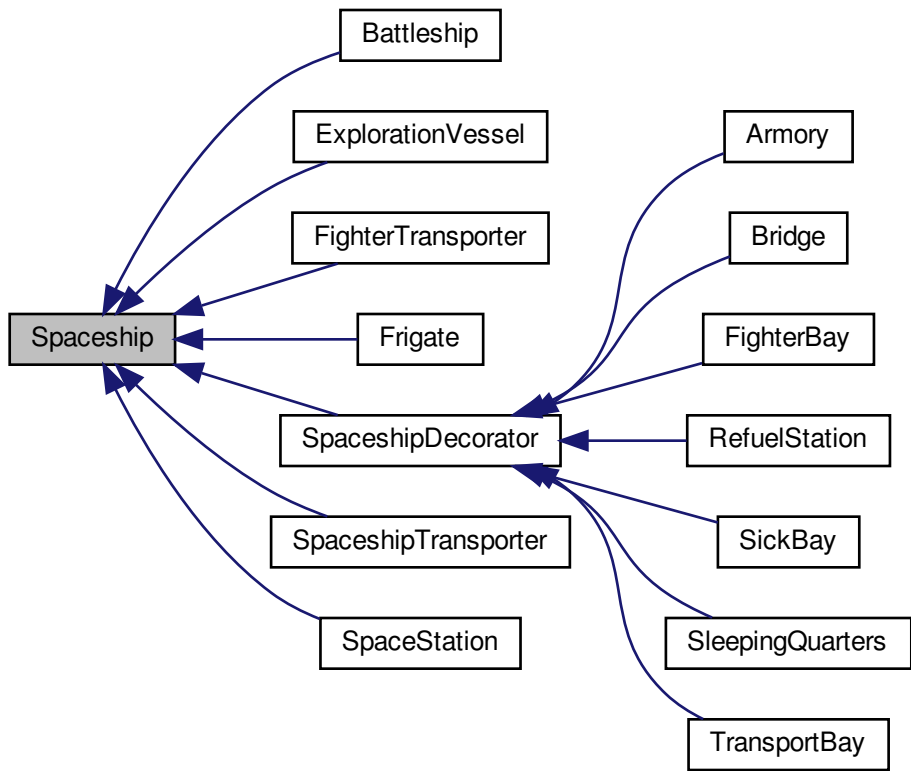 Battleship
ExplorationVessel
Armory
FighterTransporter
Bridge
Spaceship
Frigate
FighterBay
SpaceshipDecorator
RefuelStation
SpaceshipTransporter
SickBay
SpaceStation
SleepingQuarters
TransportBay